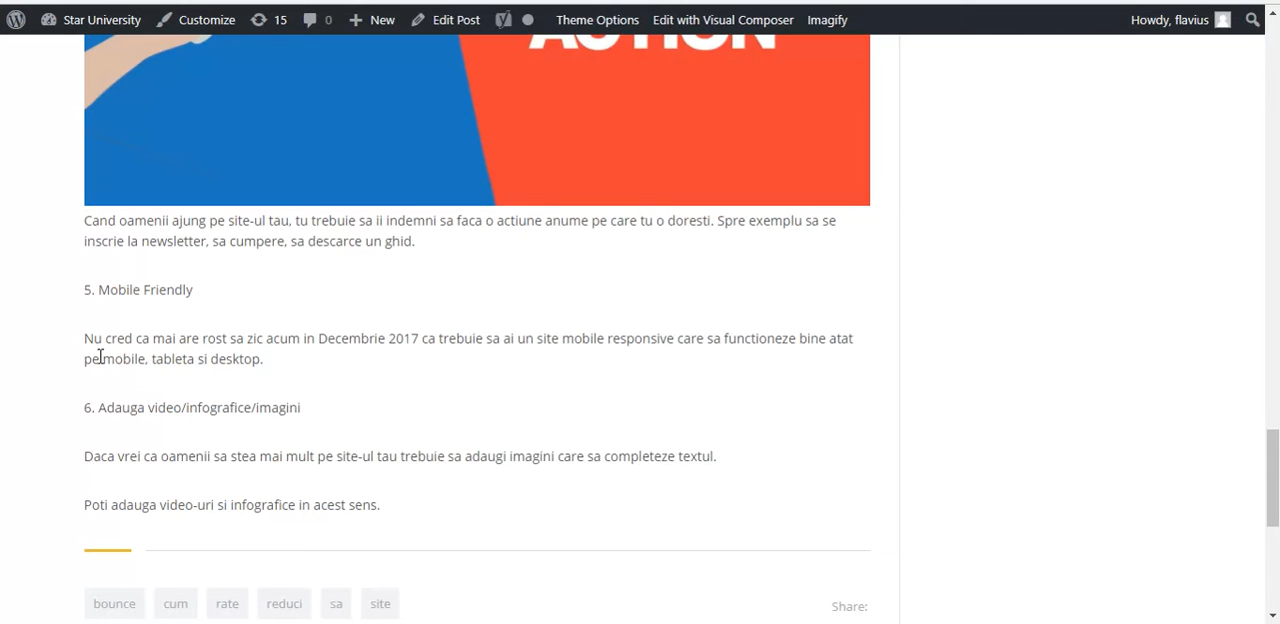 Star University Customize 15 0 New Edit Post Theme Options Edit with Visual Composer Imagify Howdy, flavius
ACTION
Cand oamenii ajung pe site-ul tau, tu trebuie sa ii indemni sa faca o actiune anume pe care tu o doresti. Spre exemplu sa se
inscrie la newsletter, sa cumpere, sa descarce un ghid.
5. Mobile Friendly
Nu cred ca mai are rost sa zic acum in Decembrie 2017 ca trebuie sa ai un site mobile responsive care sa functioneze bine atat
pe mobile, tableta si desktop.
6. Adauga video/infografice/imagini
Daca vrei ca oamenii sa stea mai mult pe site-ul tau trebuie sa adaugi imagini care sa completeze textul.
Poti adauga video-uri si infografice in acest sens.
bounce cum rate reduci sa site Share: